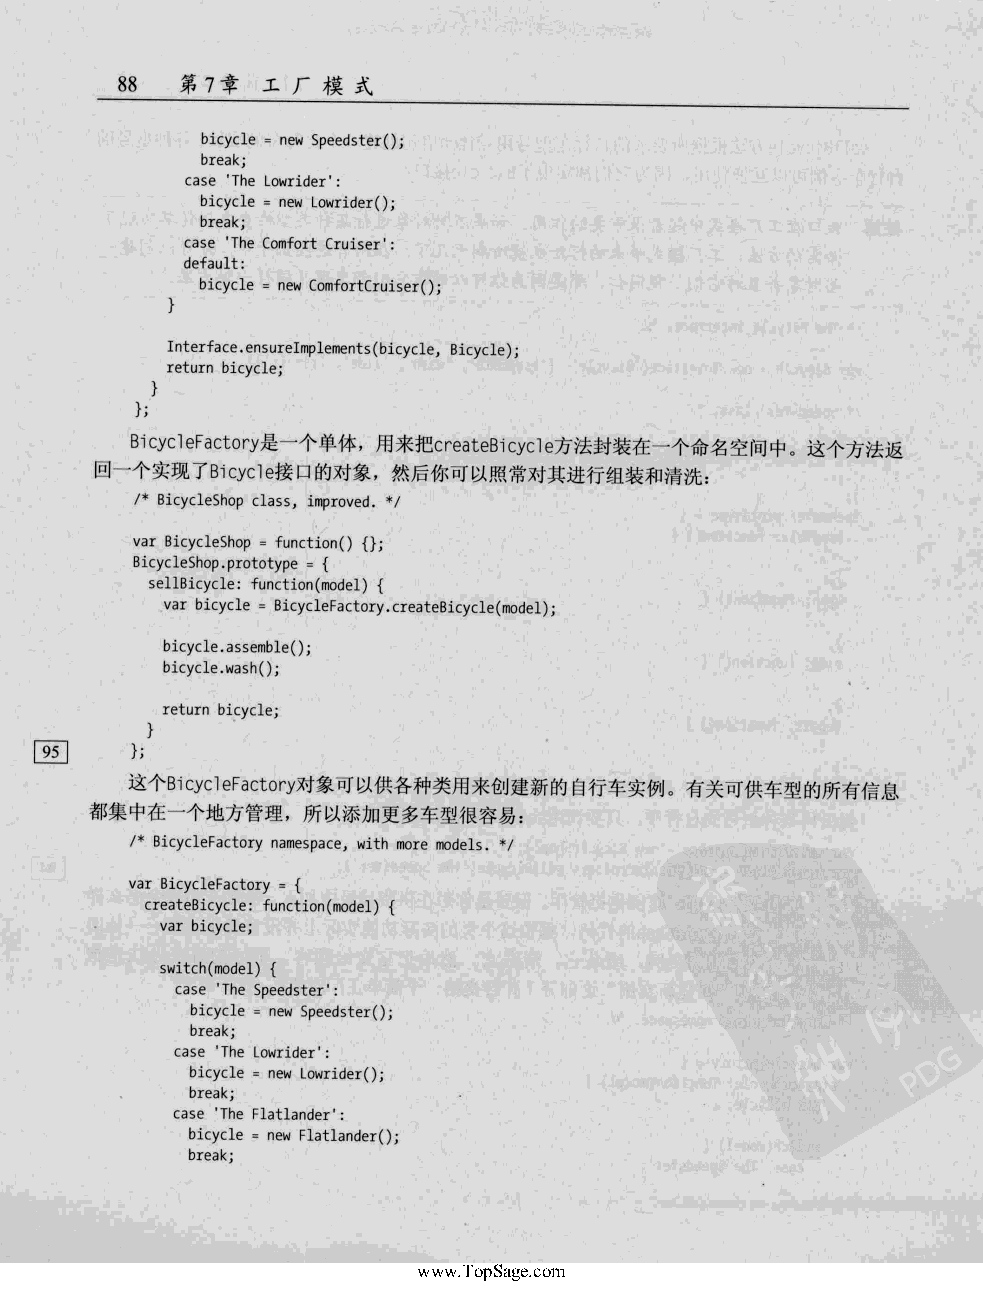 88 第7章 工厂模式
bicycle = new Speedster();
break;
case 'The Lowrider':
bicycle = new Lowrider();
break;
case 'The Comfort Cruiser':
default:
bicycle = new ComfortCruiser();
}
Interface.ensureImplements(bicycle, Bicycle);
return bicycle;
}
};
BicycleFactory是一个单体，用来把createBicycle方法封装在一个命名空间中。这个方法返
回一个实现了Bicycle接口的对象，然后你可以照常对其进行组装和清洗：
/* BicycleShop class, improved. */
var BicycleShop = function() {};
BicycleShop.prototype = {
sellBicycle: function(model) {
var bicycle = BicycleFactory.createBicycle(model);
bicycle.assemble();
bicycle.wash();
return bicycle;
}
95
};
这个BicycleFactory对象可以供各种类用来创建新的自行车实例。有关可供车型的所有信息
都集中在一个地方管理，所以添加更多车型很容易：
/* BicycleFactory namespace, with more models. */
var BicycleFactory = {
createBicycle: function(model) {
var bicycle;
switch(model) {
case 'The Speedster':
bicycle = new Speedster();
break;
case 'The Lowrider':
bicycle = new Lowrider();
break;
case 'The Flatlander':
bicycle = new Flatlander();
break;
PDG
www.TopSage.com